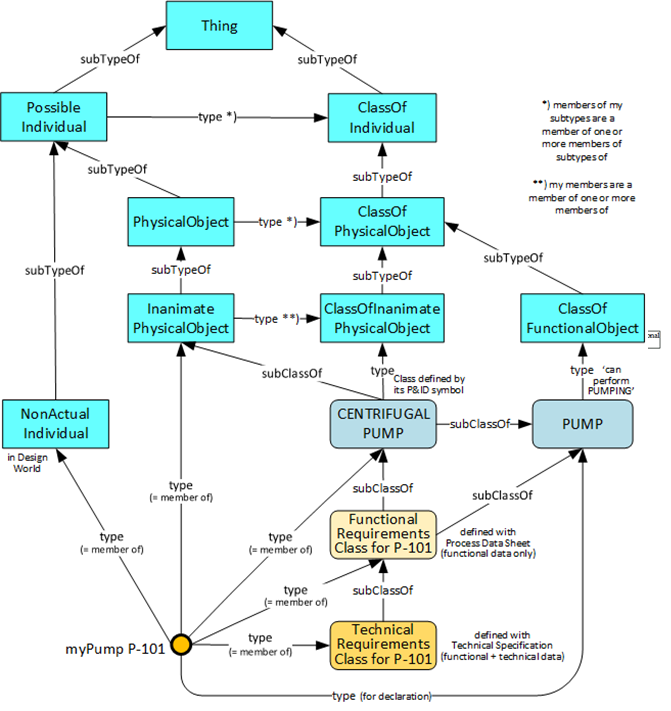 Thing
subTypeOf
subTypeOf
Possible
Individual
type *)
ClassOf
Individual
*) members of my
subtypes are a
member of one or
more members of
subtypes of
subTypeOf
subTypeOf
**) my members are a
member of one or more
members of
PhysicalObject
type *)
ClassOf
PhysicalObject
subTypeOf
subTypeOf
subTypeOf
subTypeOf
Inanimate
PhysicalObject
type **)
ClassOfInanimate
PhysicalObject
ClassOf
FunctionalObject
subClassOf
type
type
'can
perform
PUMPING'
Class defined by
its P&ID symbol
NonActual
Individual
in Design
World
CENTRIFUGAL
PUMP
subClassOf
PUMP
type
(= member of)
subClassOf
subClassOf
type
(= member of)
type
(= member of)
Functional
Requirements
Class for P-101
defined with
Process Data Sheet
(functional data only)
type
(= member of)
subClassOf
myPump P-101
type
(= member of)
Technical
Requirements
Class for P-101
defined with
Technical Specification
(functional + technical data)
type (for declaration)